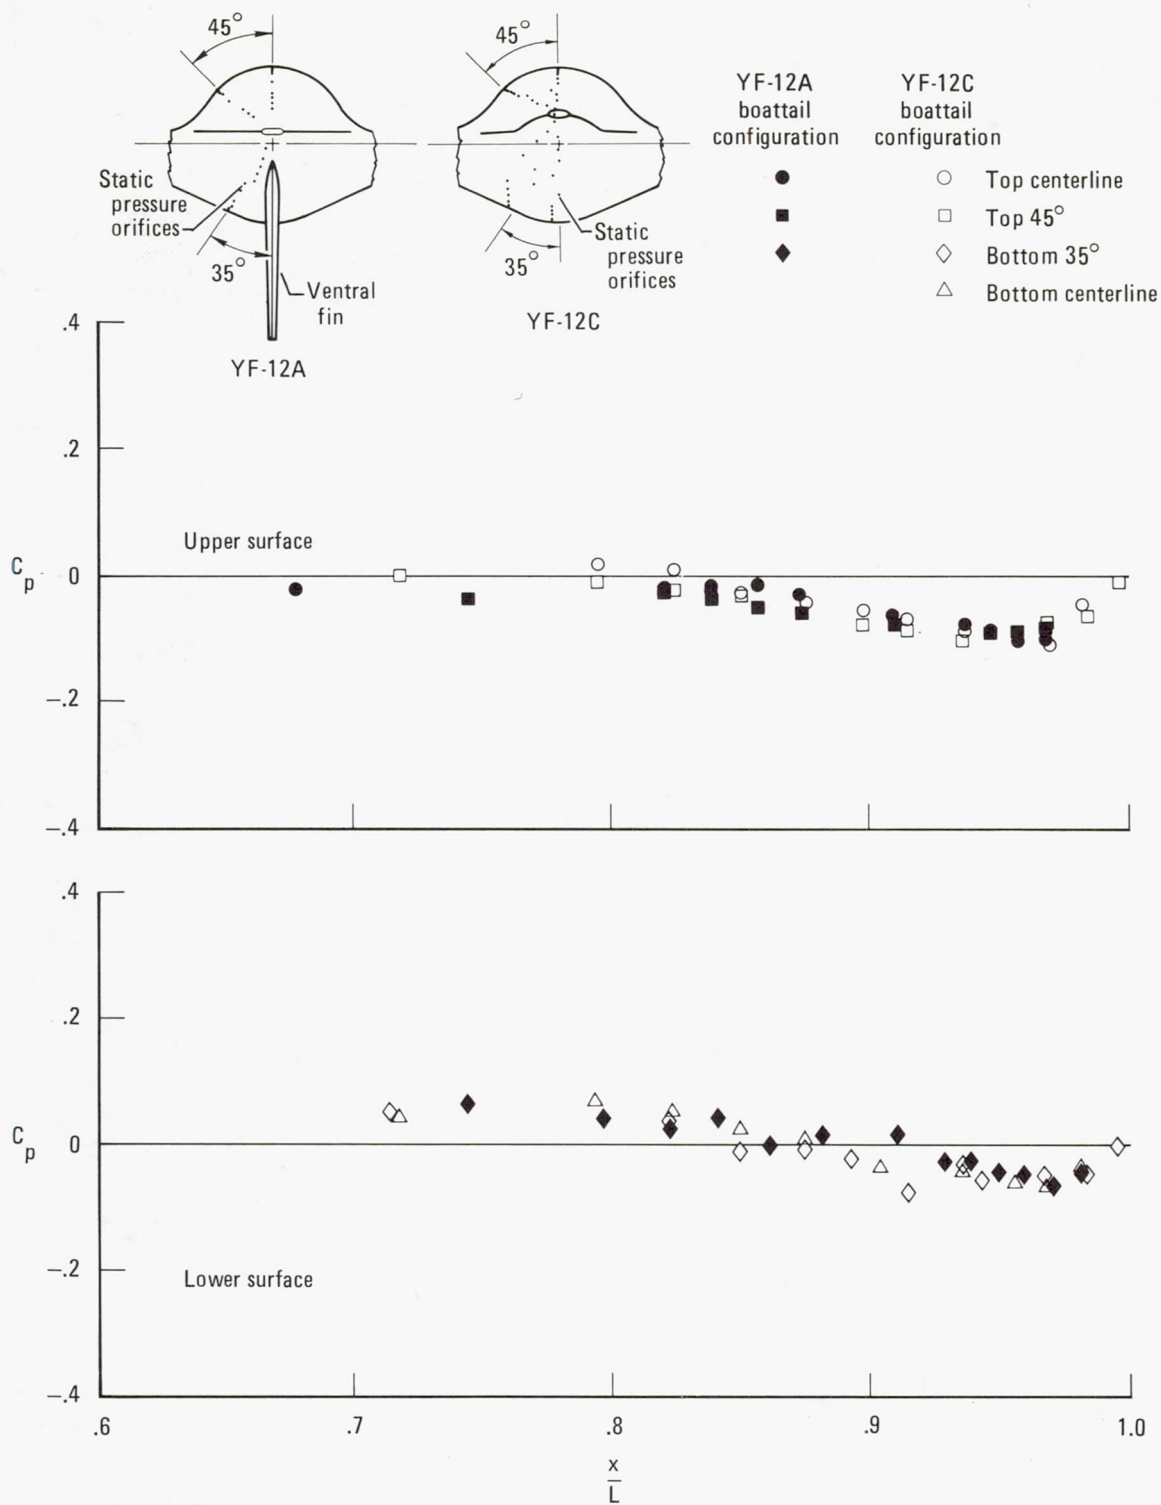 45°
45°
Static
pressure
orifices
35°
Ventral
fin
YF-12A
35°
Static
pressure
orifices
YF-12C
YF-12A
boattail
configuration
YF-12C
boattail
configuration
Top centerline
Top 45°
Bottom 35°
Bottom centerline
.4
.2
Upper surface
Cp
0
−.2
−.4
.4
.2
Cp
0
−.2
Lower surface
−.4
.6
.7
.8
.9
1.0
x
L